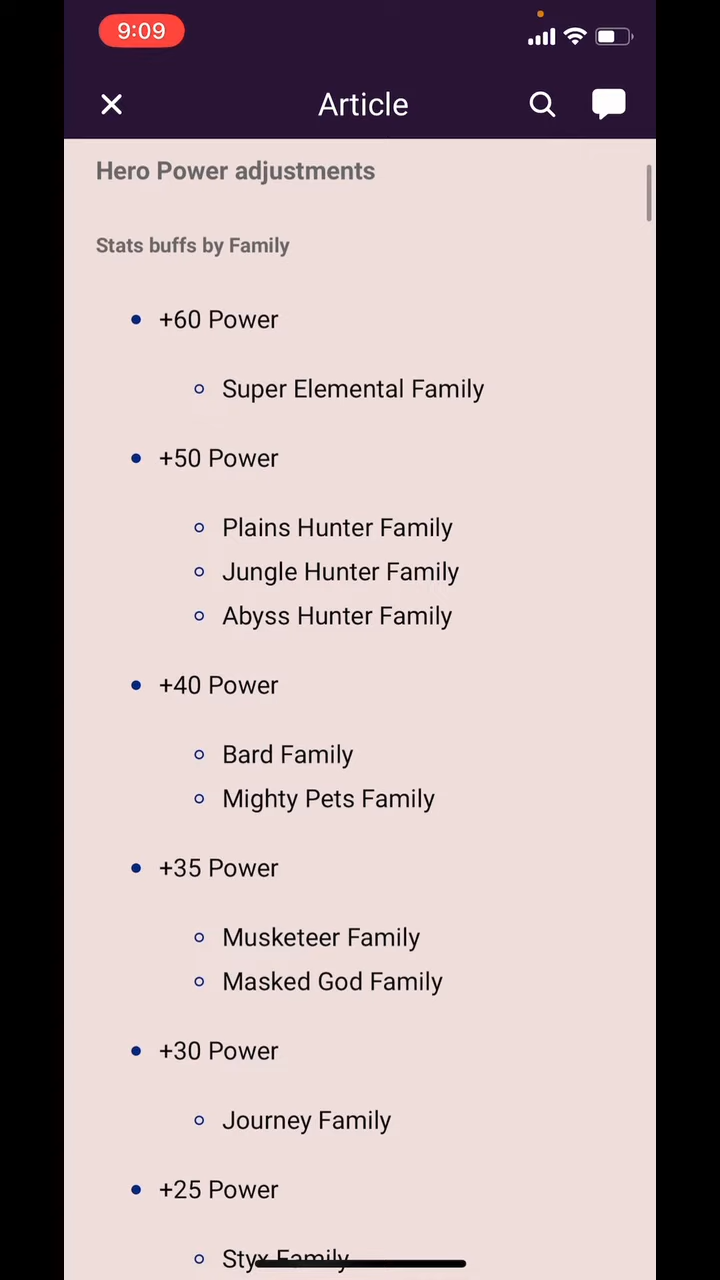 9:09
Article
Hero Power adjustments
Stats buffs by Family
+60 Power
Super Elemental Family
+50 Power
Plains Hunter Family
Jungle Hunter Family
Abyss Hunter Family
+40 Power
Bard Family
Mighty Pets Family
+35 Power
Musketeer Family
Masked God Family
+30 Power
Journey Family
+25 Power
Styx Family